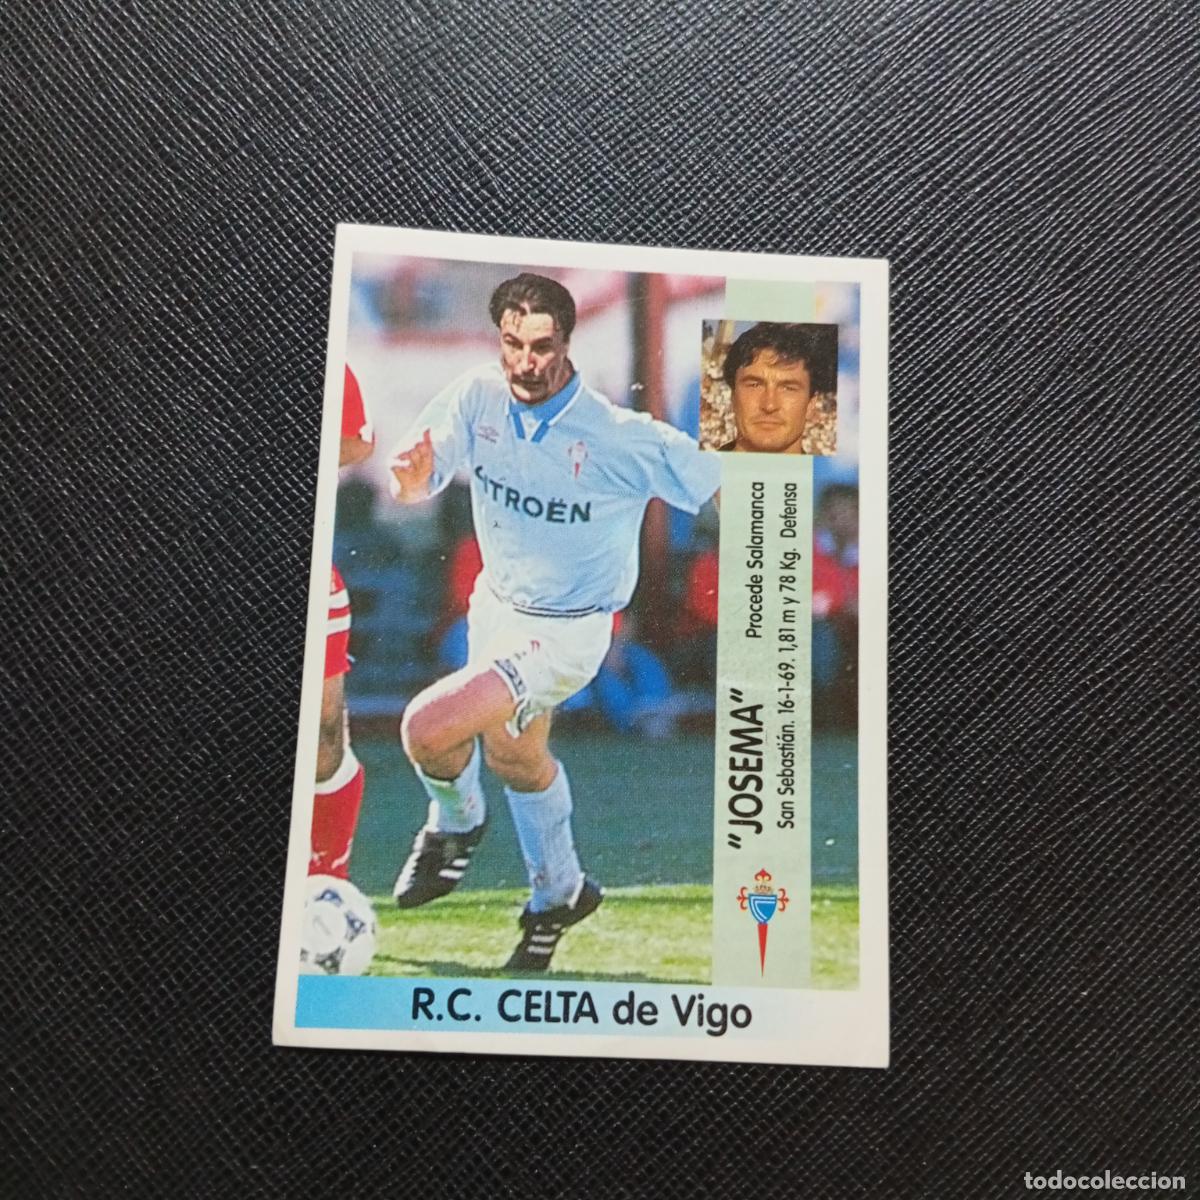 CITROËN
"JOSEMA"
Procede Salamanca
San Sebastián. 16-1-69. 1,81 m y 78 Kg. Defensa
R.C. CELTA de Vigo
todocoleccion